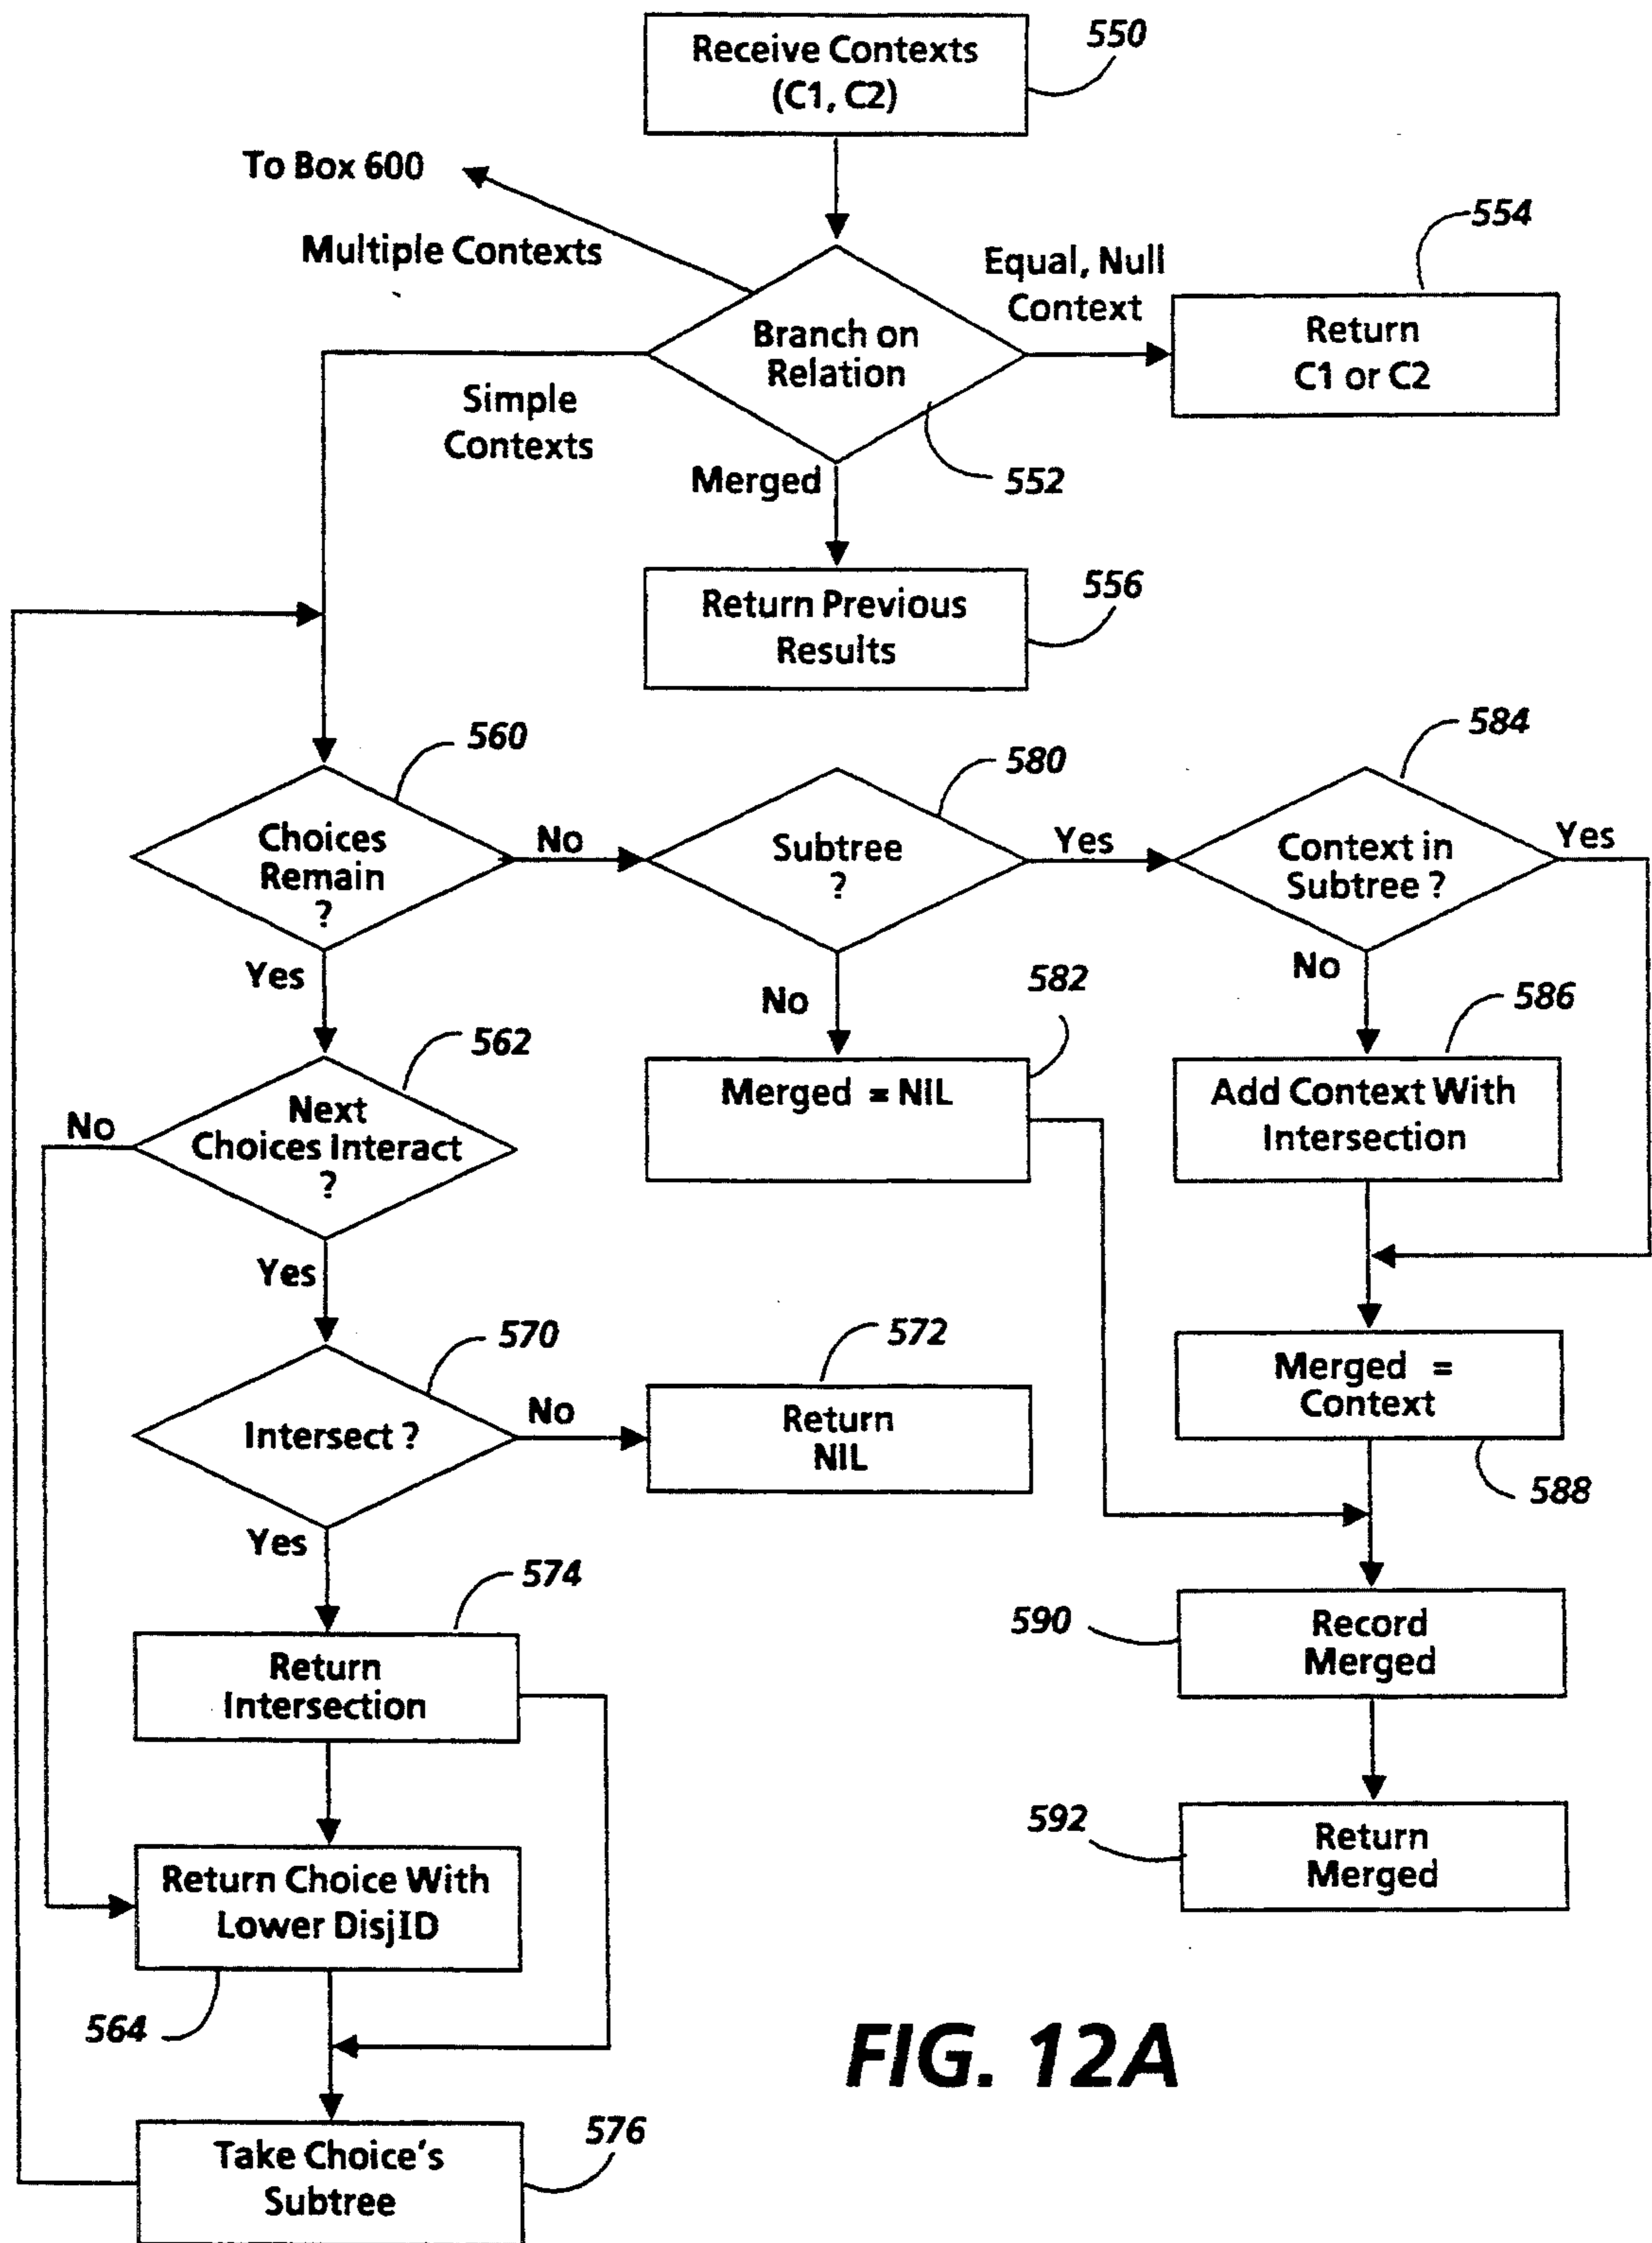 Receive Contexts
(C1, C2)
550
To Box 600
Multiple Contexts
Equal, Null
Context
554
Branch on
Relation
Return
C1 or C2
Simple
Contexts
552
Merged
Return Previous
Results
556
560
580
584
Choices
Remain
?
No
Subtree
?
Yes
Context in
Subtree ?
Yes
Yes
No
582
No
586
562
Next
Choices Interact
?
No
Merged = NIL
Add Context With
Intersection
Yes
570
572
Intersect ?
No
Return
NIL
Merged =
Context
588
Yes
574
Return
Intersection
590
Record
Merged
Return Choice With
Lower DisjID
564
592
Return
Merged
Take Choice's
Subtree
576
FIG. 12A